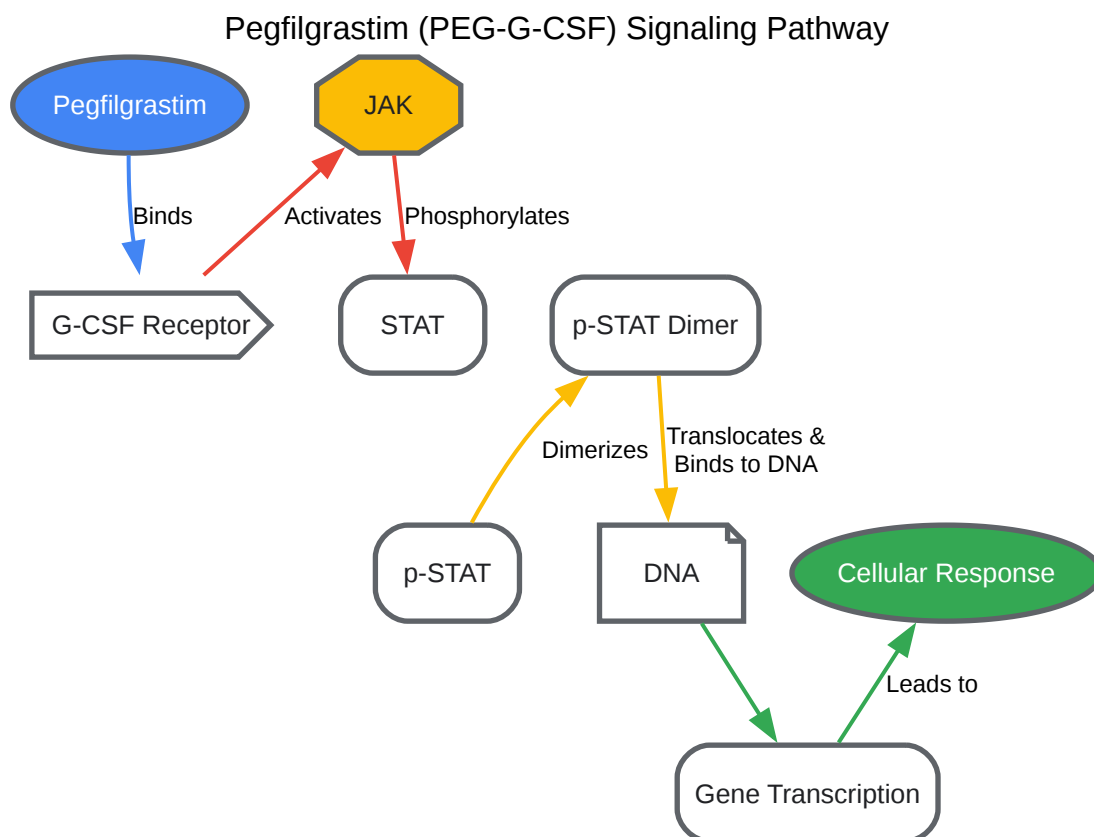 Pegfilgrastim (PEG-G-CSF) Signaling Pathway
Pegfilgrastim
JAK
Binds
Activates
Phosphorylates
G-CSF Receptor
STAT
p-STAT Dimer
Dimerizes
Translocates &
Binds to DNA
p-STAT
DNA
Cellular Response
Leads to
Gene Transcription